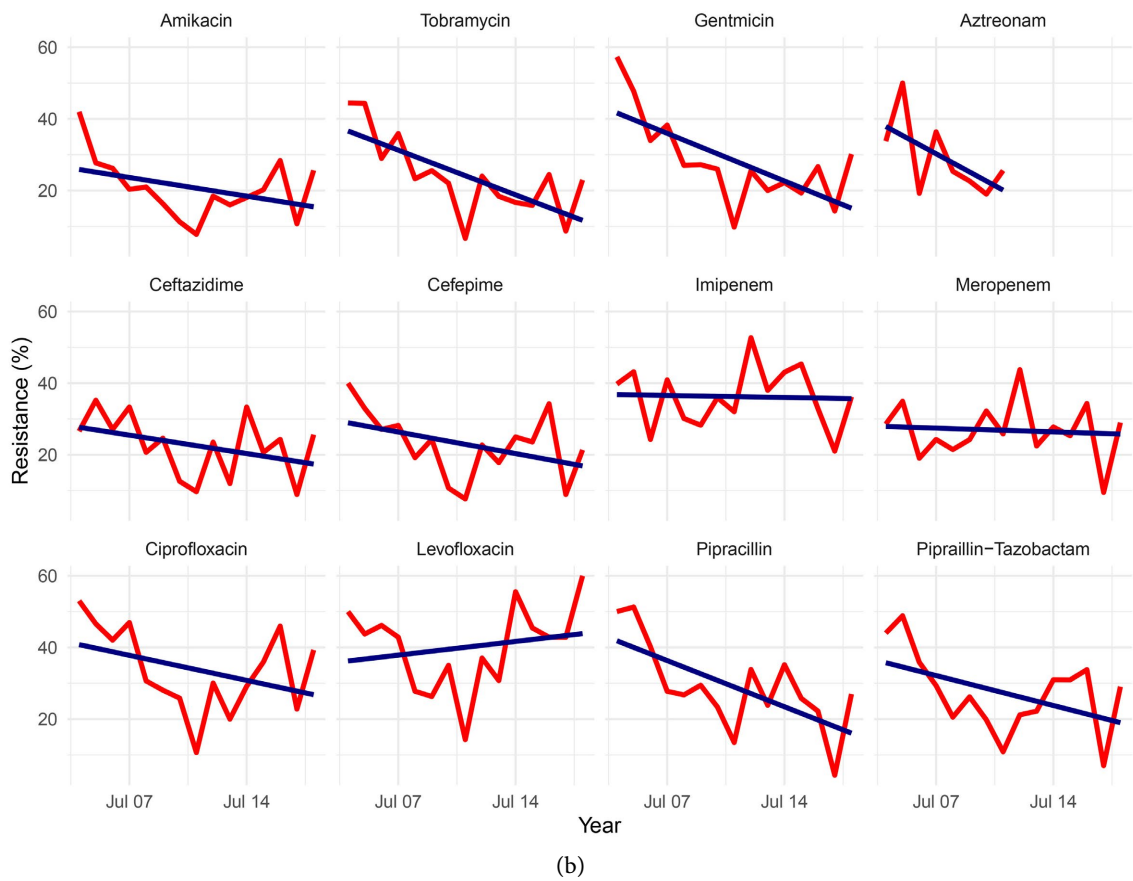 Amikacin Tobramycin Gentmicin Aztreonam
60
40
20
Ceftazidime Cefepime Imipenem Meropenem
60
40
20
Resistance (%)
Ciprofloxacin Levofloxacin Pipracillin Pipraillin−Tazobactam
60
40
20
Jul 07 Jul 14 Jul 07 Jul 14 Jul 07 Jul 14 Jul 07 Jul 14
Year
(b)